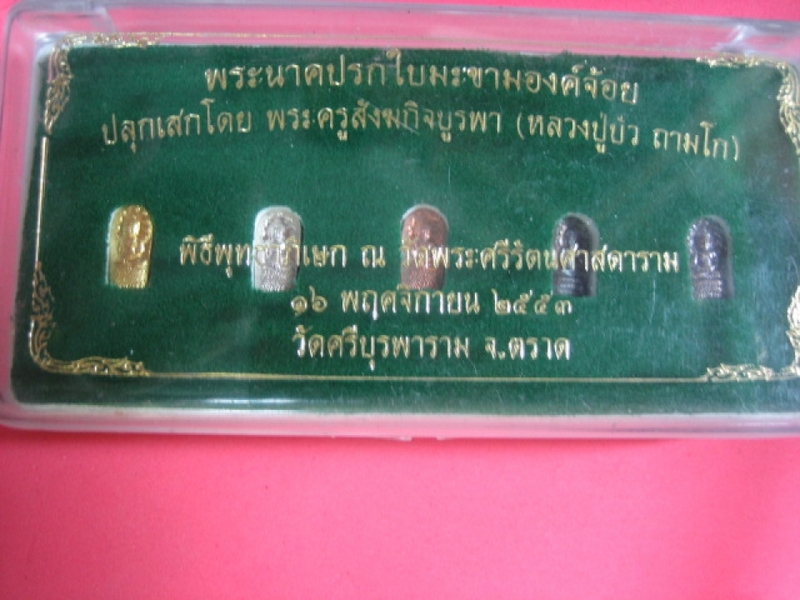 พระนาคปรกใบมะขามองค์จ้อย
ปลุกเสกโดย พระครูสังฆกิจบูรพา (หลวงปู่บัว ถามโก)
พิธีพุทธาภิเษก ณ วัดพระศรีรัตนศาสดาราม
๑๖ พฤศจิกายน ๒๕๕๓
วัดศรีบุรพาราม จ.ตราด